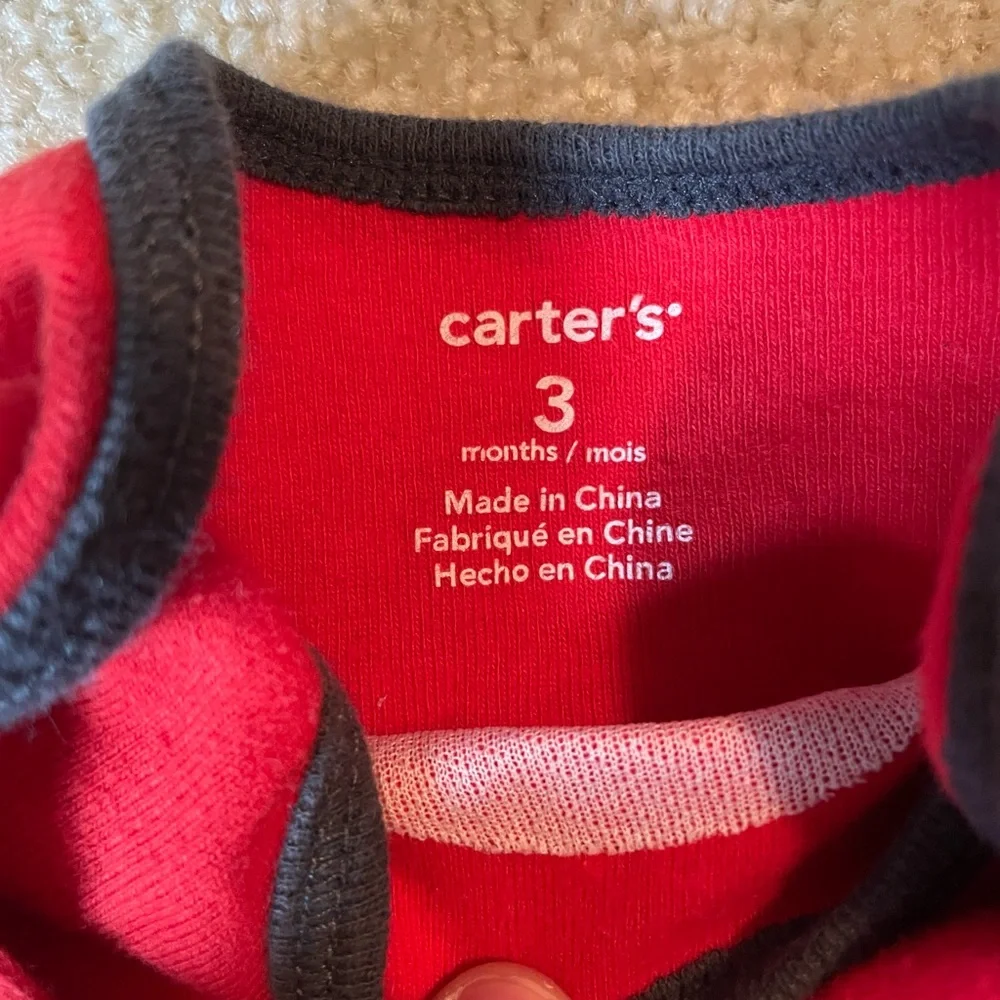 carter's
3
months / mois
Made in China
Fabriqué en Chine
Hecho en China